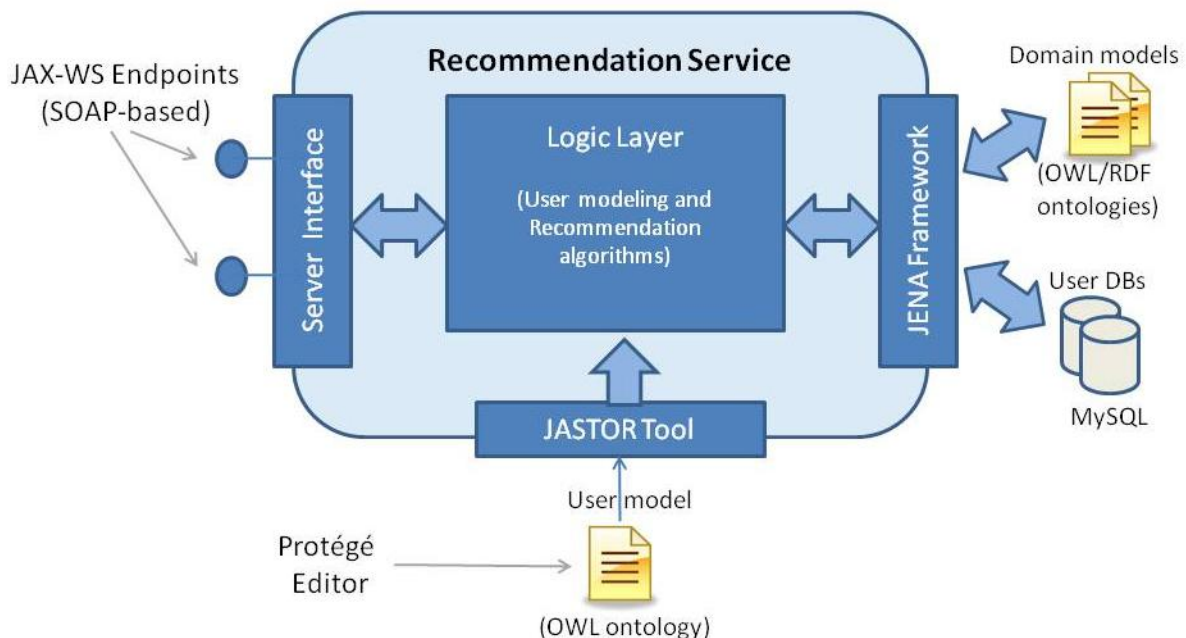 Recommendation Service
JAX-WS Endpoints
(SOAP-based)
Server Interface
Logic Layer
(User modeling and
Recommendation
algorithms)
JENA Framework
Domain models
(OWL/RDF
ontologies)
User DBs
MySQL
JASTOR Tool
User model
Protégé
Editor
(OWL ontology)